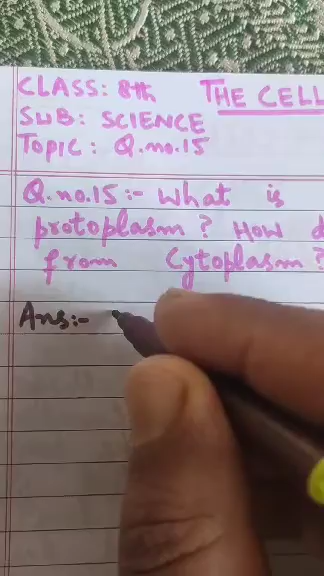 CLASS: 8th THE CELL
SUB: SCIENCE
TOPIC: Q.no.15
Q.no.15:- What is
protoplasm? How d
from Cytoplasm?
Ans:-